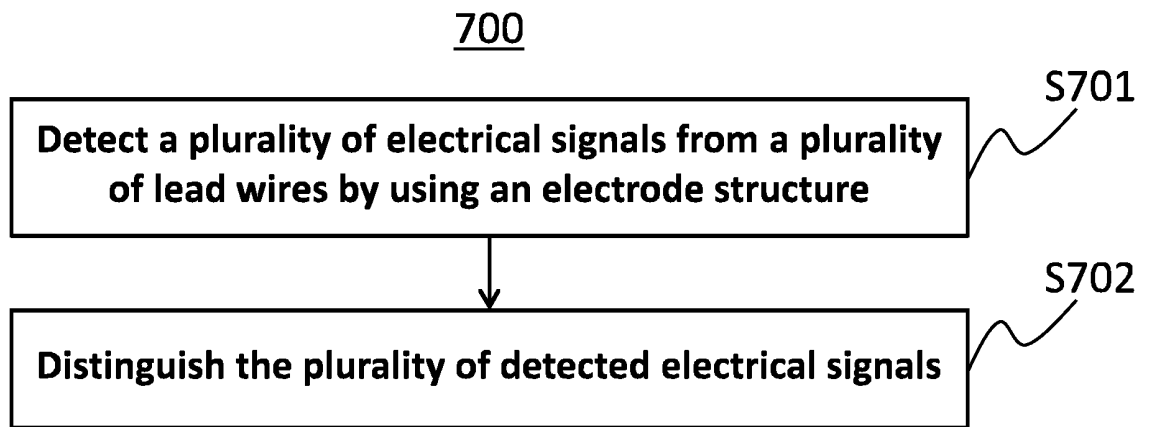 700
S701
Detect a plurality of electrical signals from a plurality
of lead wires by using an electrode structure
S702
Distinguish the plurality of detected electrical signals